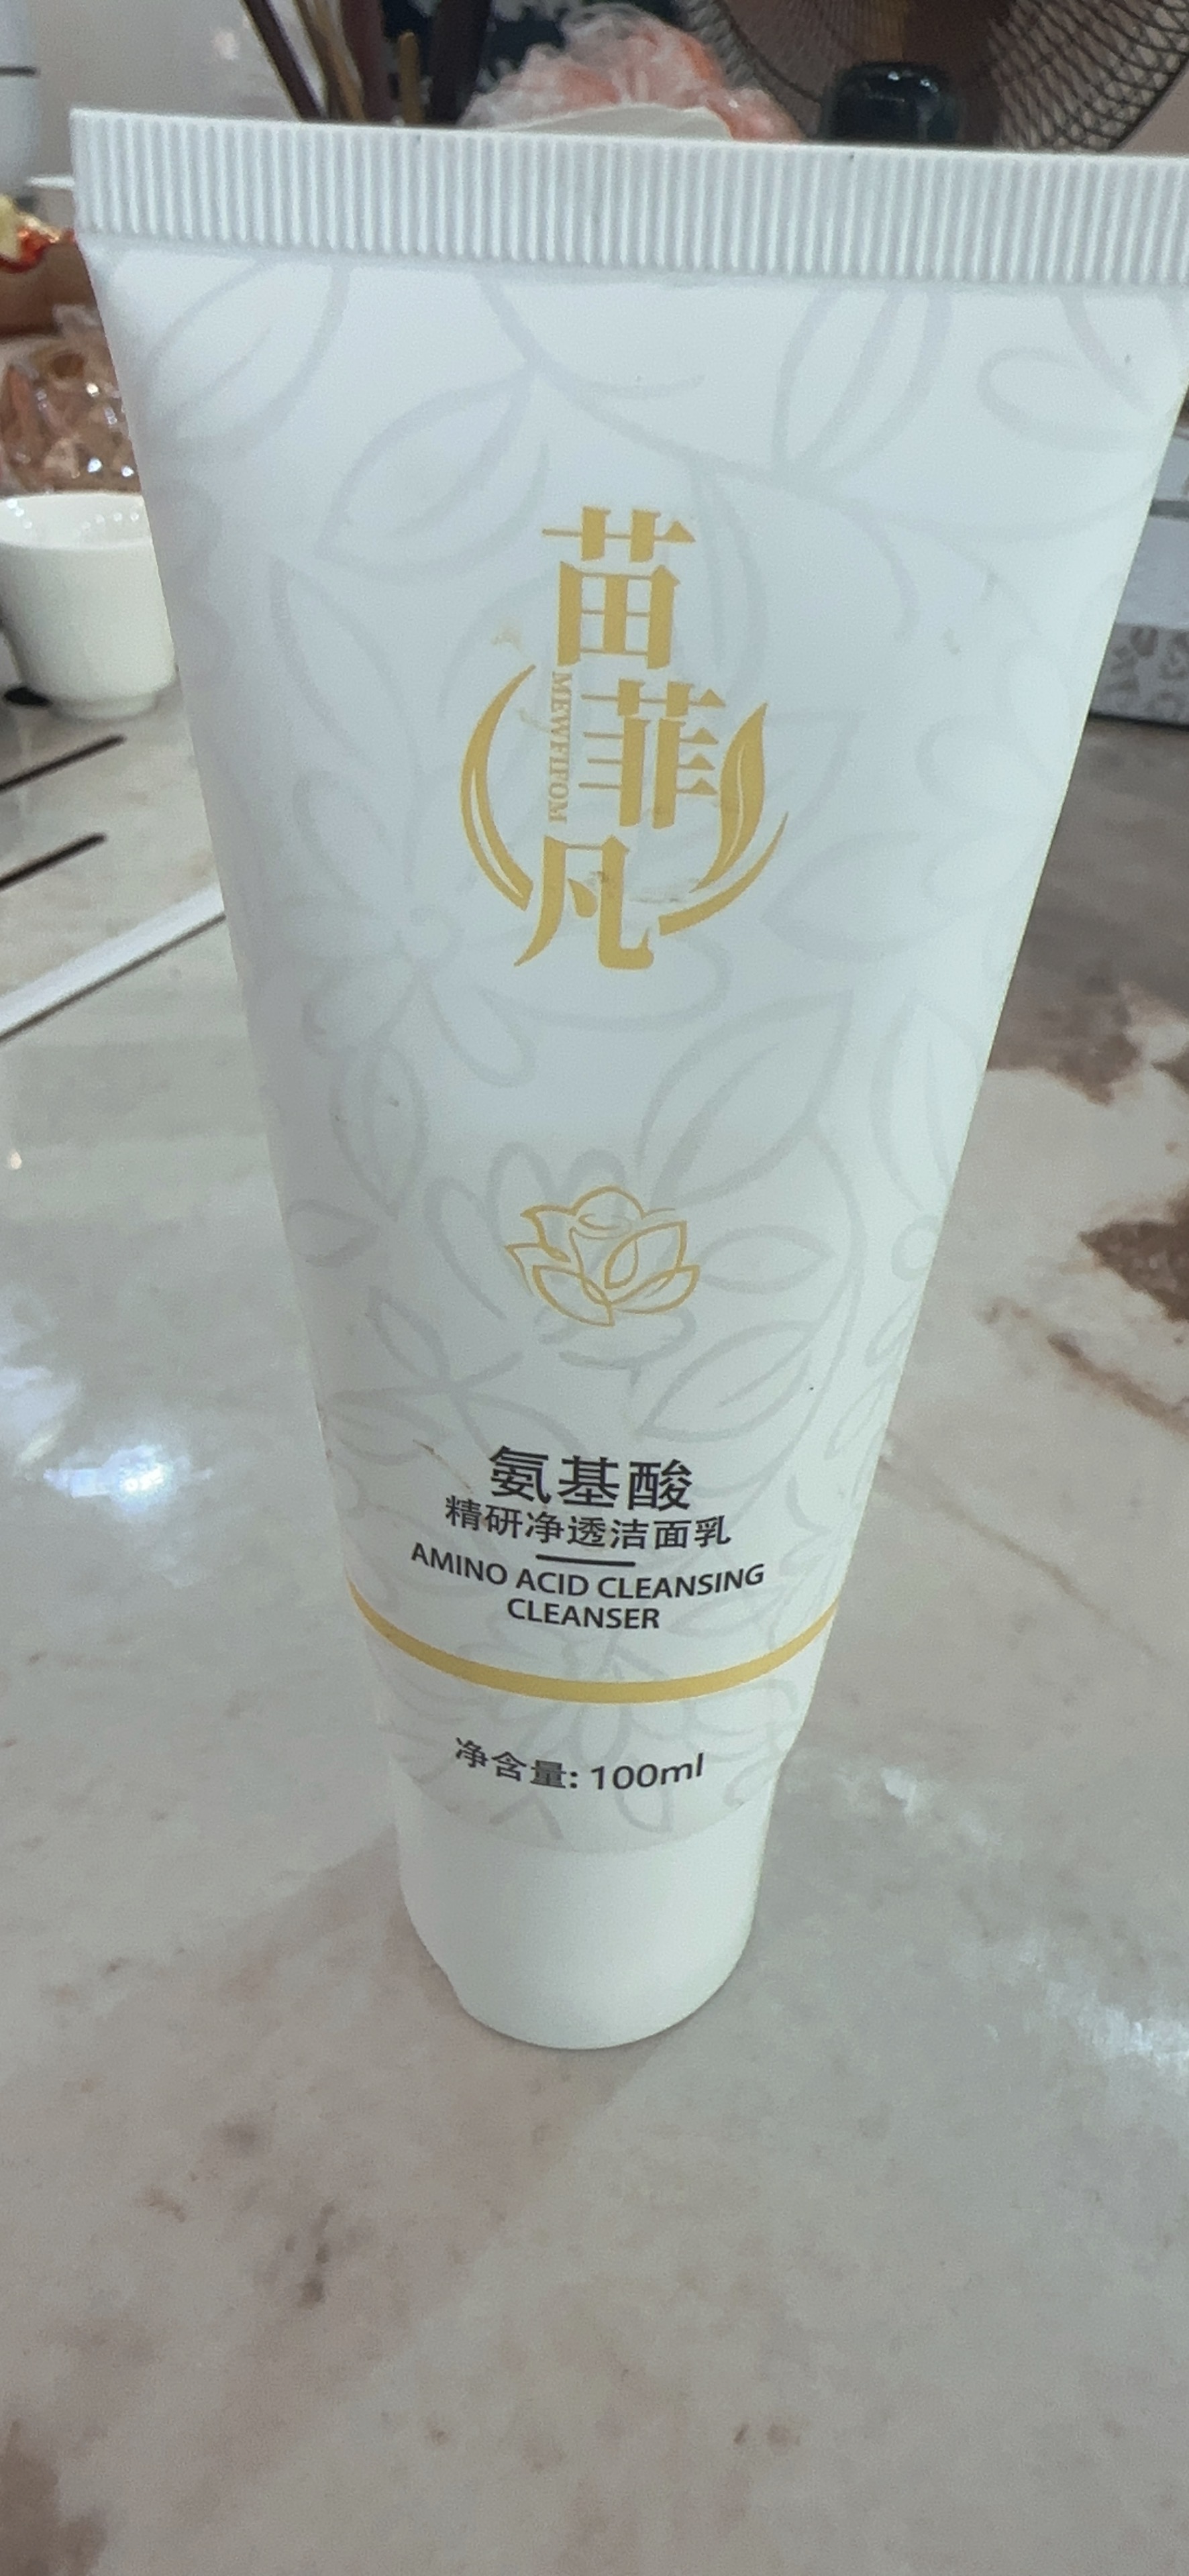 苗菲凡
MEWFIFOM
氨基酸
精研净透洁面乳
AMINO ACID CLEANSING
CLEANSER
净含量: 100ml